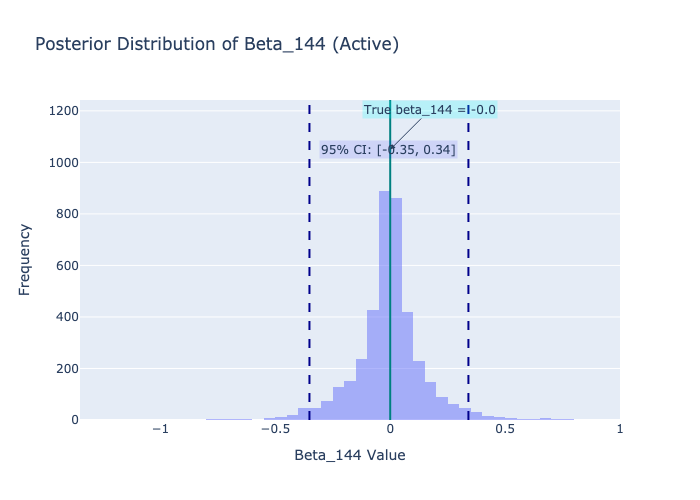 Posterior Distribution of Beta_144 (Active)
True beta_144 = -0.0
95% CI: [-0.35, 0.34]
Frequency
1200
1000
800
600
400
200
0
−1
−0.5
0
0.5
1
Beta_144 Value